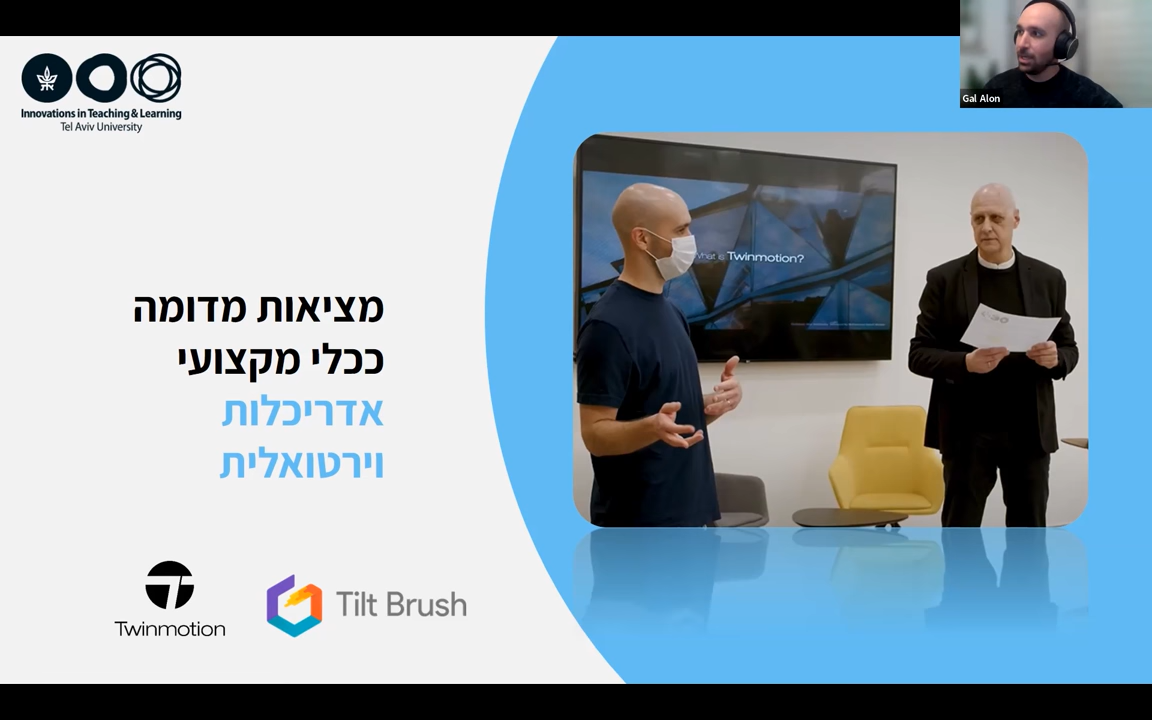 Innovations in Teaching & Learning
Tel Aviv University
Gal Alon
What is Twinmotion?
מציאות מדומה
ככלי מקצועי
אדריכלות
וירטואלית
Twinmotion
Tilt Brush